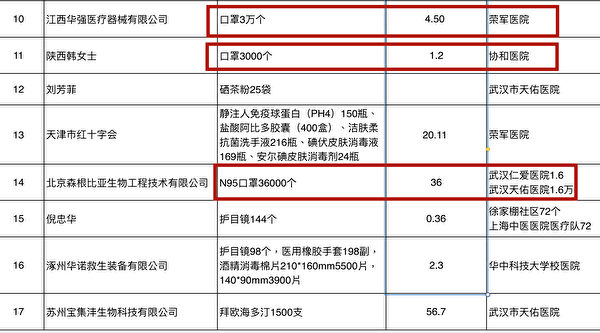 10 江西华强医疗器械有限公司 口罩3万个 4.50 荣军医院
11 陕西韩女士 口罩3000个 1.2 协和医院
12 刘芳菲 硒茶粉25袋 武汉市天佑医院
13 天津市红十字会 静注人免疫球蛋白（PH4）150瓶、
盐酸阿比多胶囊（400盒）、洁肤柔
抗菌洗手液216瓶、碘伏皮肤消毒液
169瓶、安尔碘皮肤消毒剂24瓶 20.11 荣军医院
14 北京森根比亚生物工程技术有限公司 N95口罩36000个 36 武汉仁爱医院1.6
武汉天佑医院1.6万
15 倪忠华 护目镜144个 0.36 徐家棚社区72个
上海中医医院医疗队72
16 涿州华诺救生装备有限公司 护目镜98个，医用橡胶手套198副，
酒精消毒棉片210*160mm5500片，
140*90mm3900片 2.3 华中科技大学校医院
17 苏州宝集沣生物科技有限公司 拜欧海多汀1500支 56.7 武汉市天佑医院